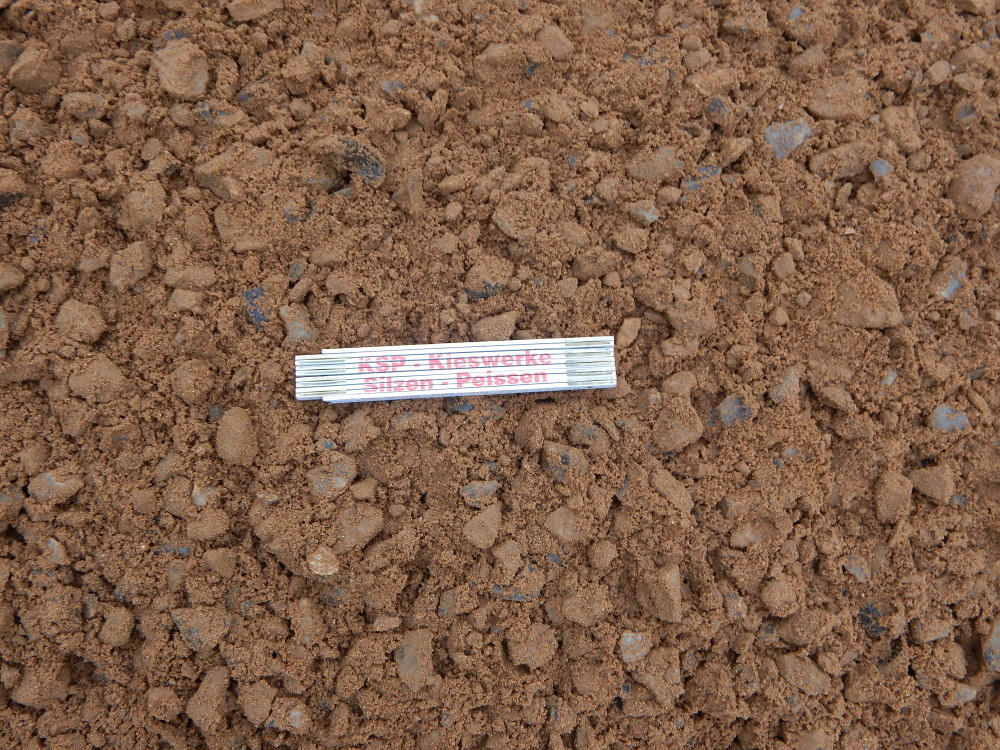 KSP - Kieswerke
Silzen - Peissen